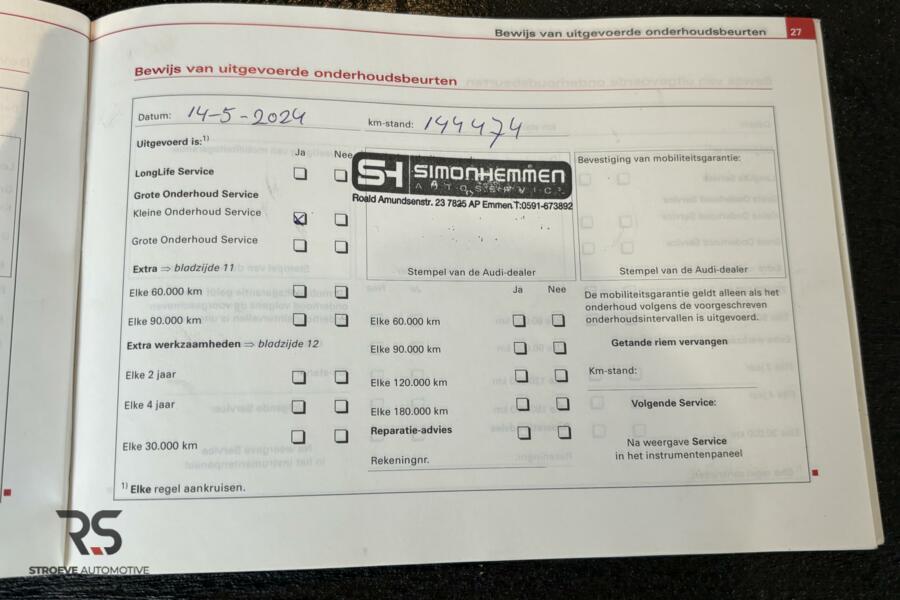 Bewijs van uitgevoerde onderhoudsbeurten 27
Bewijs van uitgevoerde onderhoudsbeurten
Datum: 14-5-2024 km-stand: 144474
Uitgevoerd is:¹⁾
Ja Nee
LongLife Service
Grote Onderhoud Service
Kleine Onderhoud Service
Grote Onderhoud Service
Extra ⇒ bladzijde 11
Elke 60.000 km
Elke 90.000 km
Extra werkzaamheden ⇒ bladzijde 12
Elke 2 jaar
Elke 4 jaar
Elke 30.000 km
¹⁾ Elke regel aankruisen.
SH SIMONHEMMEN
AUTOSERVICE
Roald Amundsenstr. 23 7825 AP Emmen T:0591-673892
Stempel van de Audi-dealer
Ja Nee
Elke 60.000 km
Elke 90.000 km
Elke 120.000 km
Elke 180.000 km
Reparatie-advies
Rekeningnr.
Bevestiging van mobiliteitsgarantie:
Stempel van de Audi-dealer
De mobiliteitsgarantie geldt alleen als het
onderhoud volgens de voorgeschreven
onderhoudsintervallen is uitgevoerd.
Getande riem vervangen
Km-stand:
Volgende Service:
Na weergave Service
in het instrumentenpaneel
RS
STROEVE AUTOMOTIVE